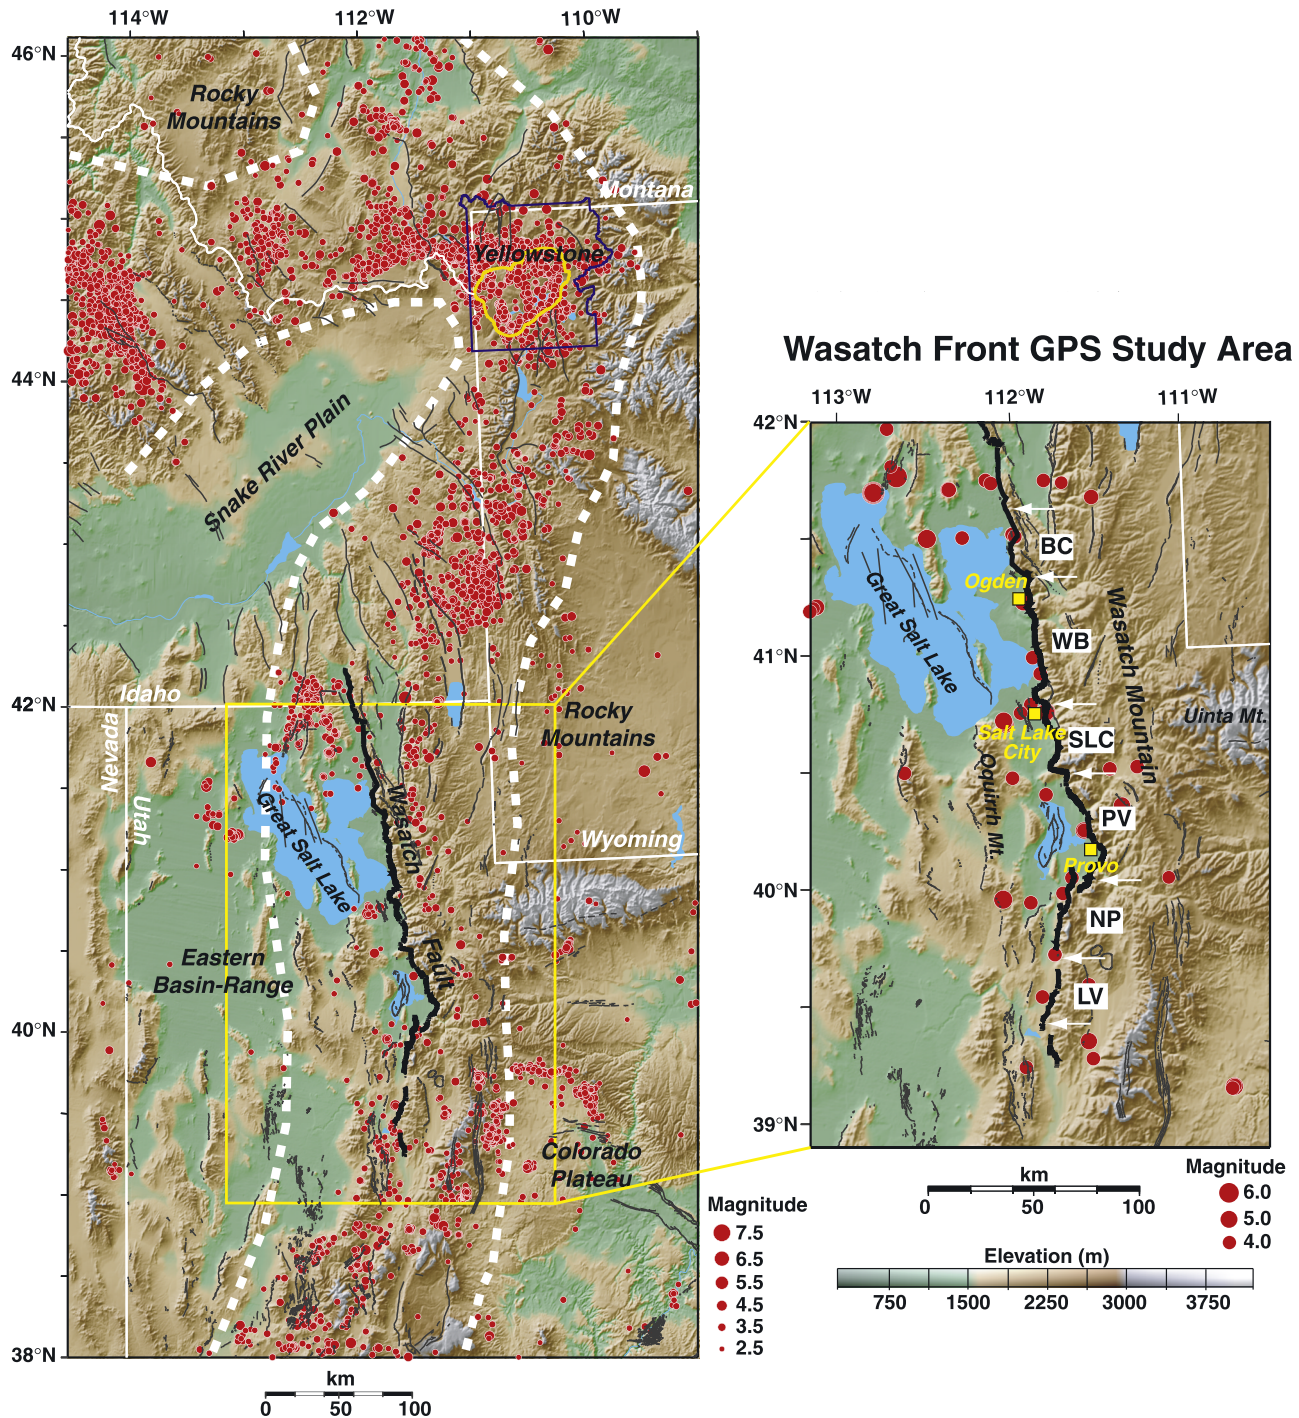 114°W
112°W
110°W
46°N
44°N
42°N
40°N
38°N
Rocky
Mountains
Montana
Yellowstone
Snake River Plain
Idaho
Nevada
Utah
Rocky
Mountains
Great Salt Lake
Wasatch
Fault
Wyoming
Eastern
Basin-Range
Colorado
Plateau
Magnitude
7.5
6.5
5.5
4.5
3.5
2.5
km
0 50 100
Wasatch Front GPS Study Area
113°W
112°W
111°W
42°N
41°N
40°N
39°N
BC
Ogden
Great Salt Lake
WB
Wasatch Mountain
Uinta Mt.
Salt Lake
City
SLC
Oquirrh Mt.
PV
Provo
NP
LV
km
0 50 100
Magnitude
6.0
5.0
4.0
Elevation (m)
750 1500 2250 3000 3750